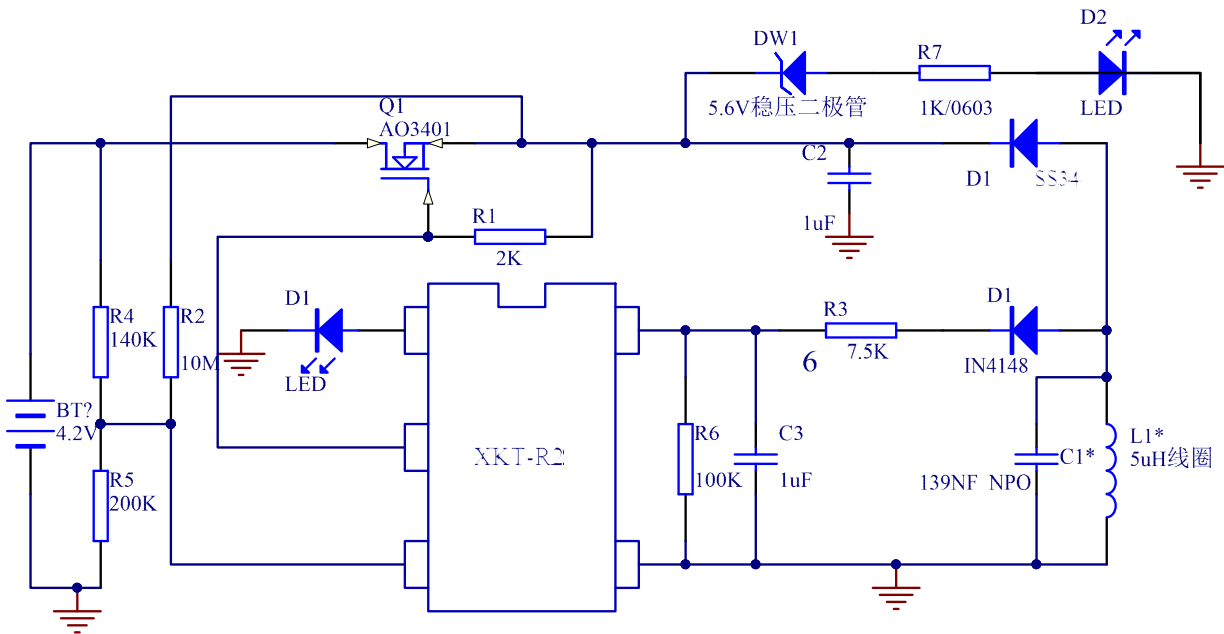 D2
DW1
R7
5.6V稳压二极管
1K/0603
LED
Q1
AO3401
C2
D1
SS34
1uF
R1
2K
D1
LED
R4
140K
R2
10M
R3
7.5K
6
D1
IN4148
BT?
4.2V
R5
200K
XKT-R2
R6
100K
C3
1uF
C1*
139NF NPO
L1*
5uH线圈